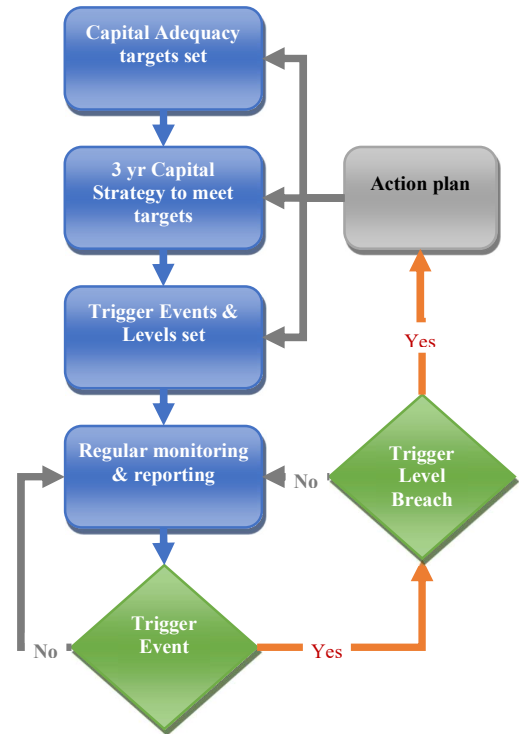 Capital Adequacy
targets set
3 yr Capital
Strategy to meet
targets
Action plan
Trigger Events &
Levels set
Yes
Regular monitoring
& reporting
No
Trigger
Level
Breach
Trigger
Event
No
Yes